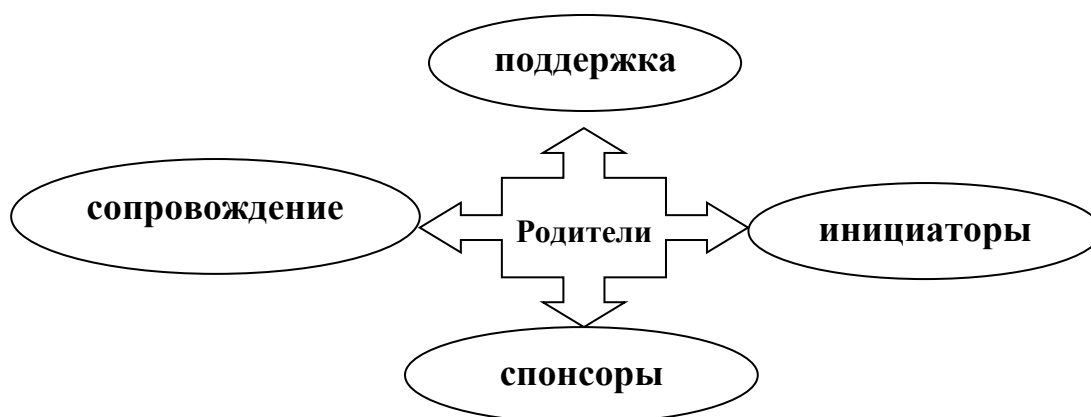 поддержка
сопровождение
Родители
инициаторы
спонсоры